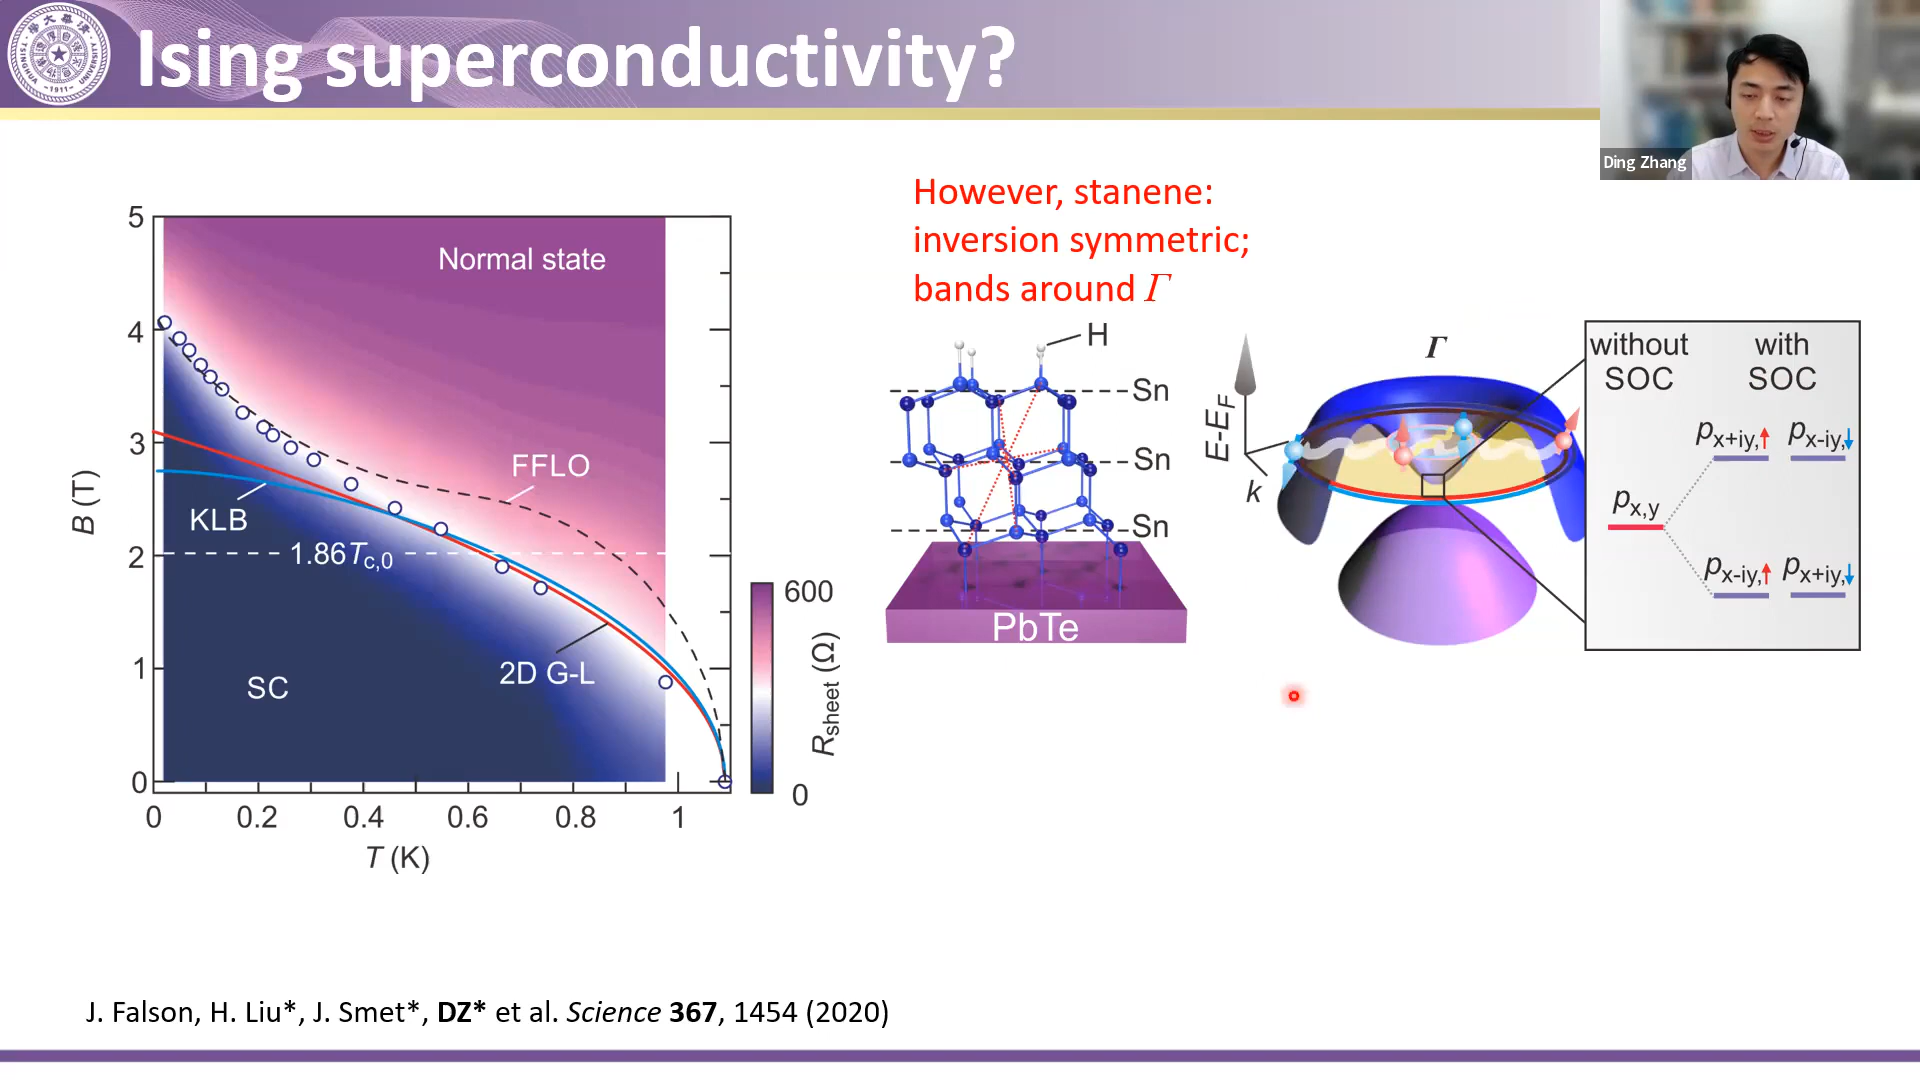 Ising superconductivity?
TSINGHUA UNIVERSITY
-1911-
Ding Zhang
However, stanene:
inversion symmetric;
bands around Γ
5
4
3
2
1
0
B (T)
Normal state
FFLO
KLB
1.86Tc,0
2D G-L
SC
0 0.2 0.4 0.6 0.8 1
T (K)
600
0
Rsheet (Ω)
H
Sn
Sn
Sn
PbTe
E-EF
k
Γ
without SOC
with SOC
px,y
px+iy,↑ px-iy,↓
px-iy,↑ px+iy,↓
J. Falson, H. Liu*, J. Smet*, DZ* et al. Science 367, 1454 (2020)